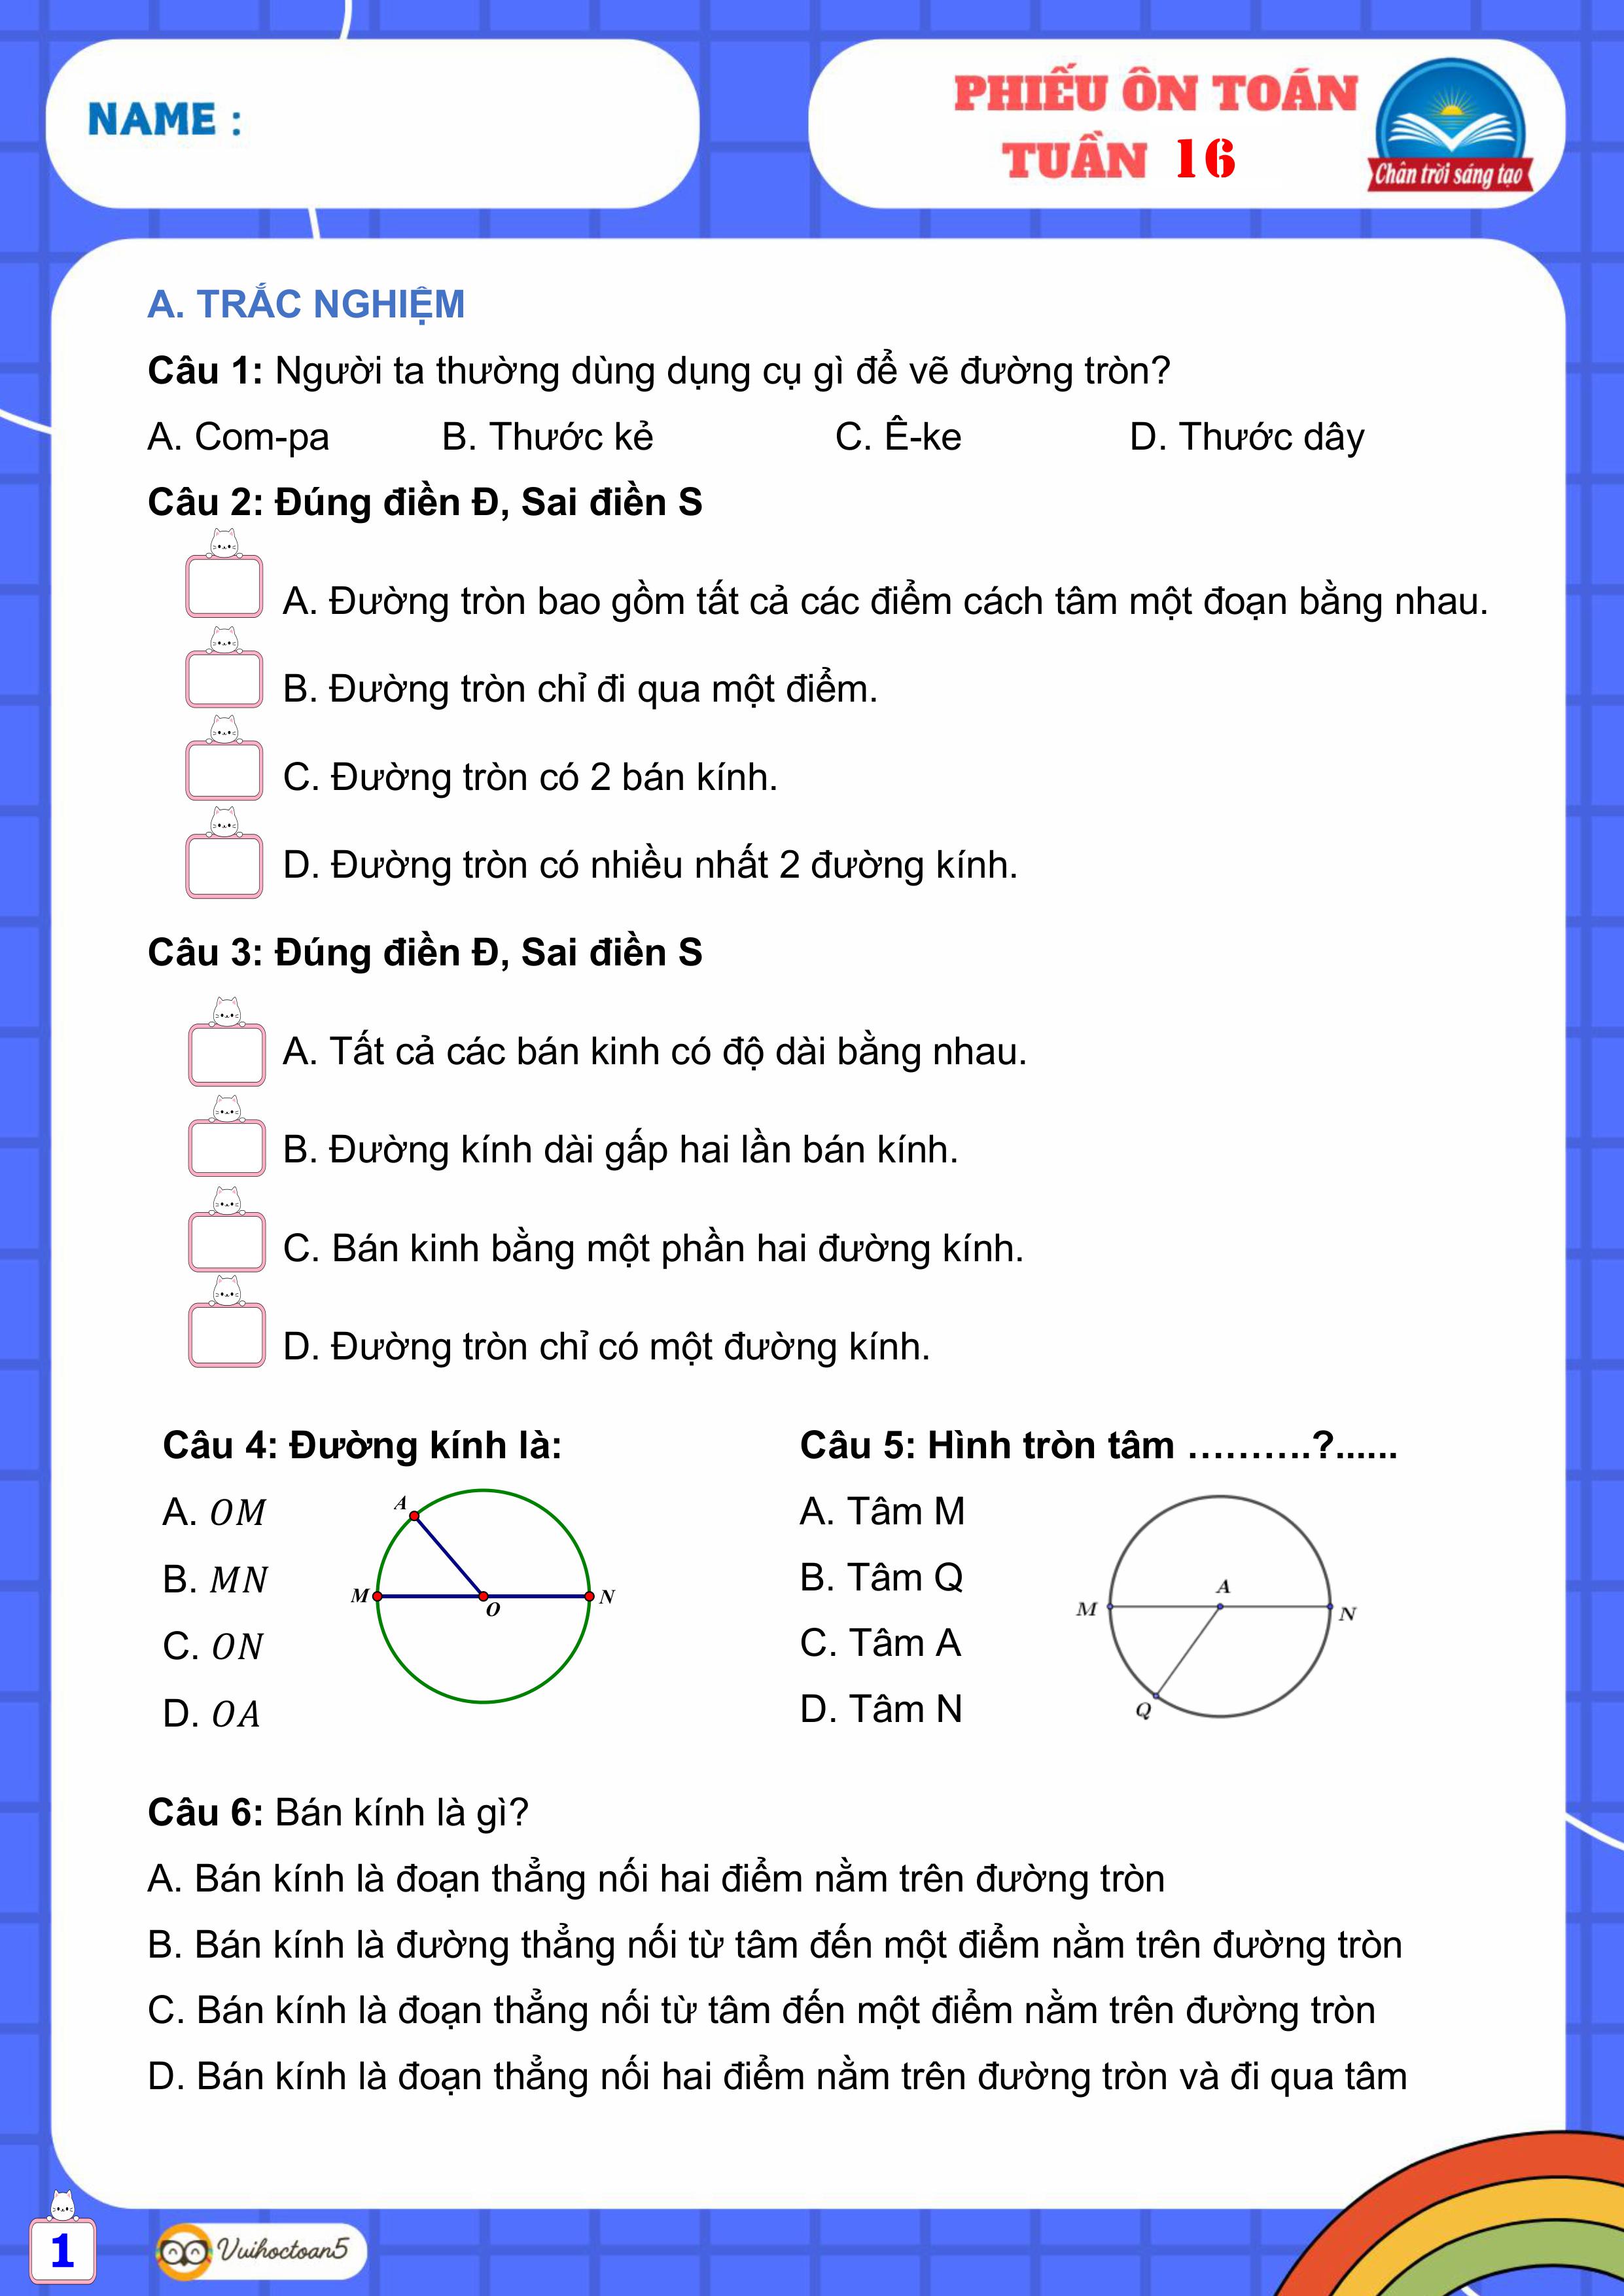 NAME :
PHIẾU ÔN TOÁN
TUẦN 16
Chân trời sáng tạo
A. TRẮC NGHIỆM
Câu 1: Người ta thường dùng dụng cụ gì để vẽ đường tròn?
A. Com-pa B. Thước kẻ C. Ê-ke D. Thước dây
Câu 2: Đúng điền Đ, Sai điền S
A. Đường tròn bao gồm tất cả các điểm cách tâm một đoạn bằng nhau.
B. Đường tròn chỉ đi qua một điểm.
C. Đường tròn có 2 bán kính.
D. Đường tròn có nhiều nhất 2 đường kính.
Câu 3: Đúng điền Đ, Sai điền S
A. Tất cả các bán kinh có độ dài bằng nhau.
B. Đường kính dài gấp hai lần bán kính.
C. Bán kinh bằng một phần hai đường kính.
D. Đường tròn chỉ có một đường kính.
Câu 4: Đường kính là:
A. OM
B. MN
C. ON
D. OA
A
M
O
N
Câu 5: Hình tròn tâm ……….?......
A. Tâm M
B. Tâm Q
C. Tâm A
D. Tâm N
A
M
N
Q
Câu 6: Bán kính là gì?
A. Bán kính là đoạn thẳng nối hai điểm nằm trên đường tròn
B. Bán kính là đường thẳng nối từ tâm đến một điểm nằm trên đường tròn
C. Bán kính là đoạn thẳng nối từ tâm đến một điểm nằm trên đường tròn
D. Bán kính là đoạn thẳng nối hai điểm nằm trên đường tròn và đi qua tâm
1
Vuihoctoan5